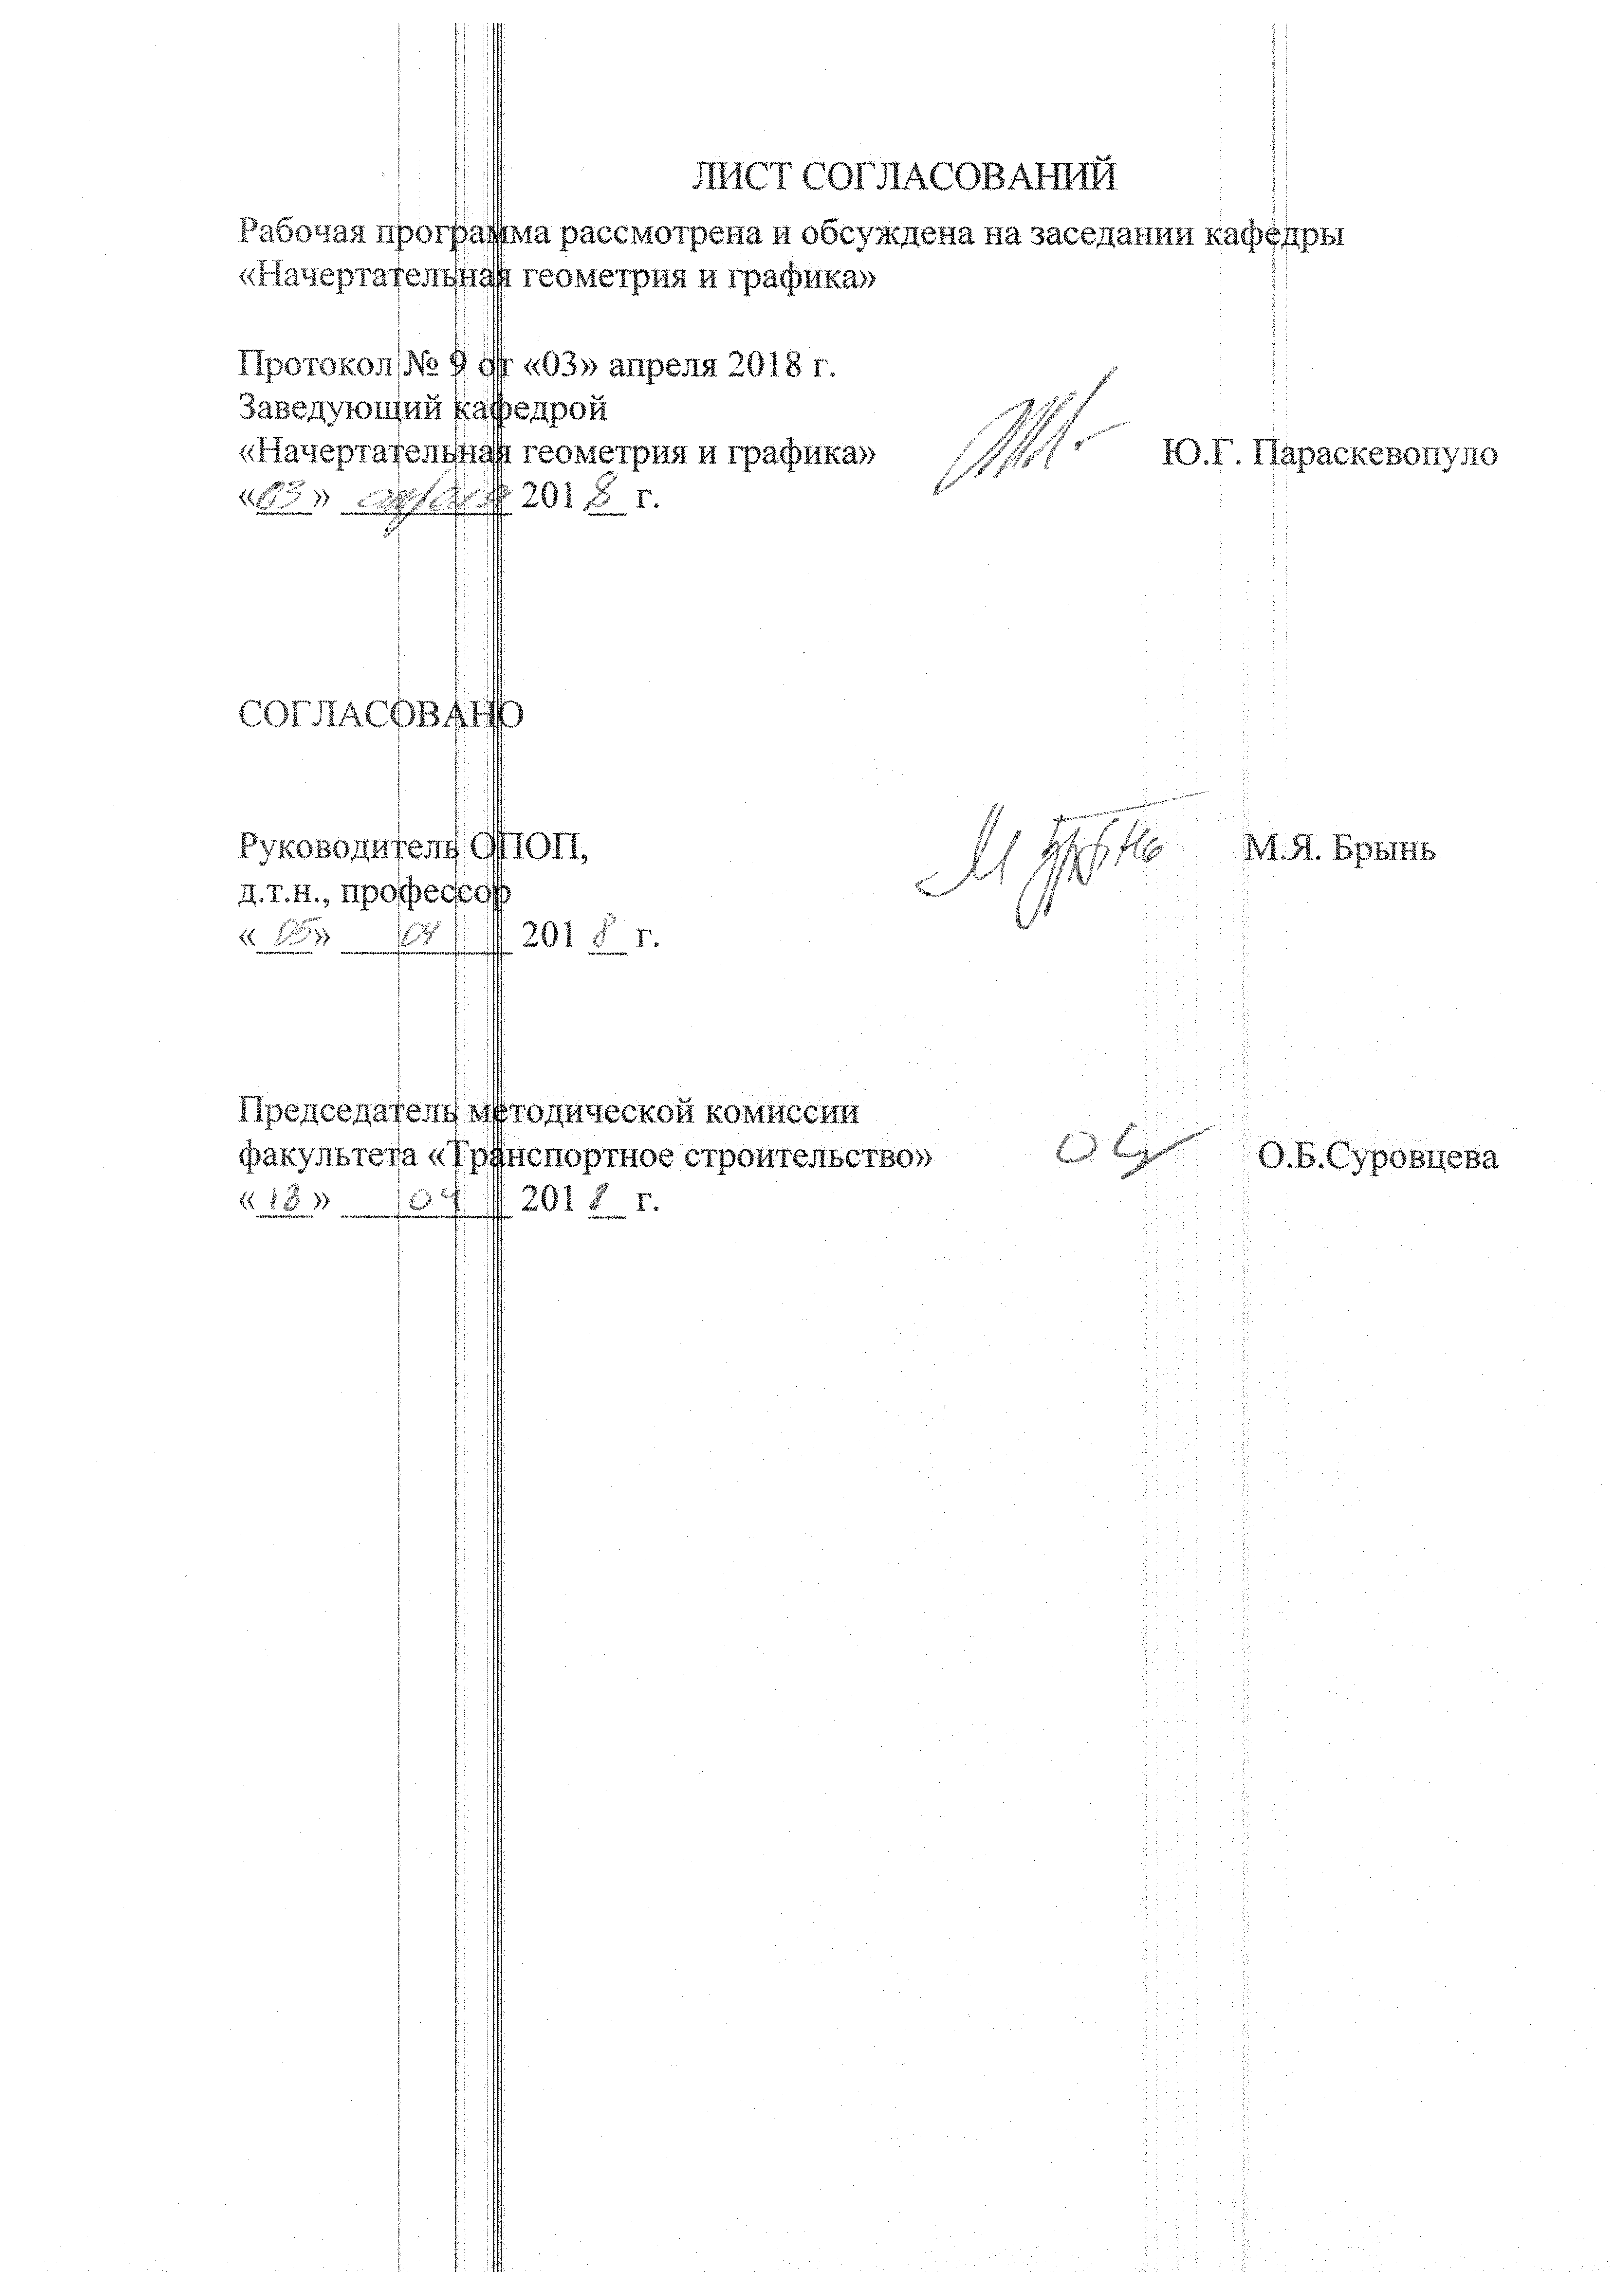 ЛИСТ СОГЛАСОВАНИЙ
Рабочая программа рассмотрена и обсуждена на заседании кафедры
«Начертательная геометрия и графика»
Протокол № 9 от «03» апреля 2018 г.
Заведующий кафедрой
«Начертательная геометрия и графика» Ю.Г. Параскевопуло
«03» апреля 2018 г.
СОГЛАСОВАНО
Руководитель ОПОП, М.Я. Брынь
д.т.н., профессор
«05» 04 2018 г.
Председатель методической комиссии
факультета «Транспортное строительство» О.Б.Суровцева
«18» 04 2018 г.